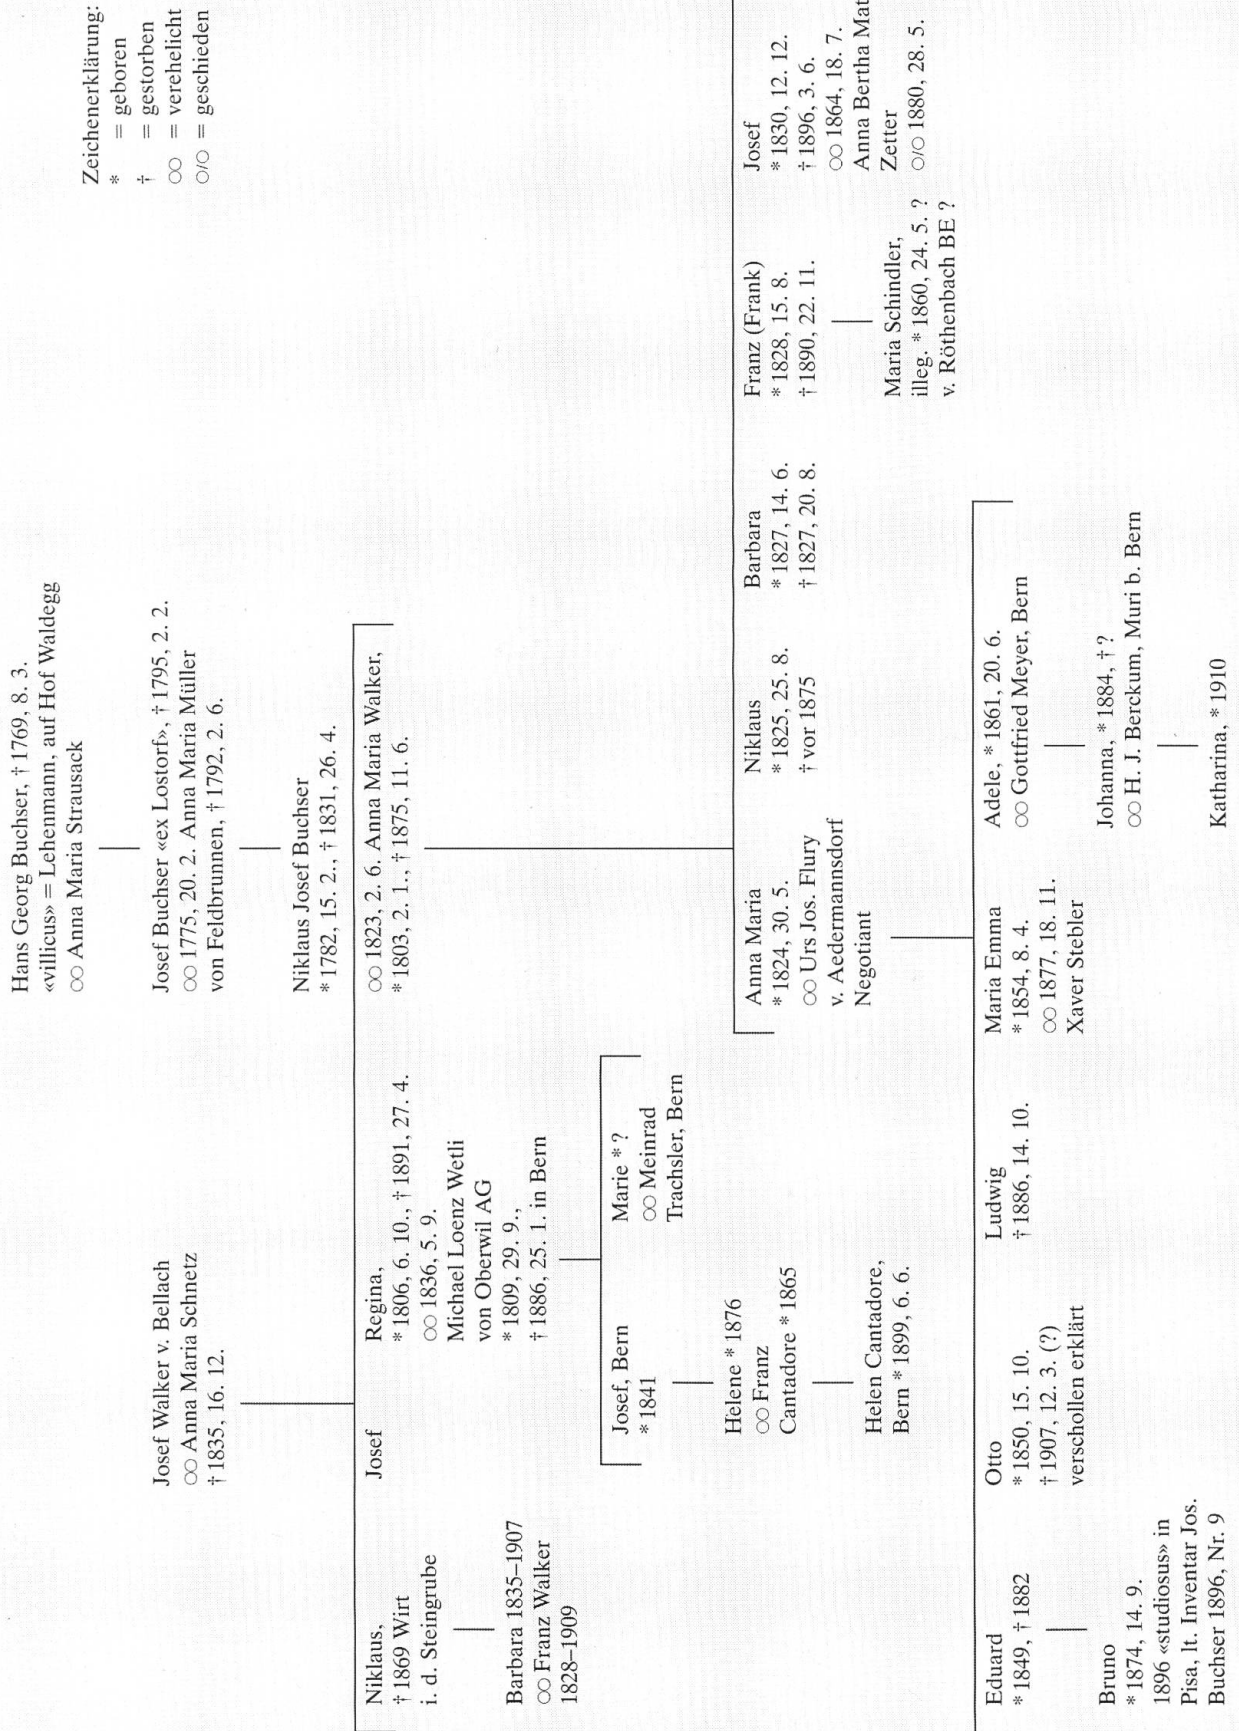 Hans Georg Buchser, † 1769, 8. 3.
«villicus» = Lehenmann, auf Hof Waldegg
∞ Anna Maria Strausack
Zeichenerklärung:
* = geboren
† = gestorben
∞ = verehelicht
O/O = geschieden
Josef Walker v. Bellach
∞ Anna Maria Schnetz
† 1835, 16. 12.
Josef Buchser «ex Lostorf», † 1795, 2. 2.
∞ 1775, 20. 2. Anna Maria Müller
von Feldbrunnen, † 1792, 2. 6.
Niklaus Josef Buchser
* 1782, 15. 2., † 1831, 26. 4.
Niklaus,
† 1869 Wirt
i. d. Steingrube
Barbara 1835–1907
∞ Franz Walker
1828–1909
Josef
Regina,
* 1806, 6. 10., † 1891, 27. 4.
∞ 1836, 5. 9.
Michael Loenz Wetli
von Oberwil AG
* 1809, 29. 9.,
† 1886, 25. 1. in Bern
∞ 1823, 2. 6. Anna Maria Walker,
* 1803, 2. 1., † 1875, 11. 6.
Josef, Bern
* 1841
Marie * ?
∞ Meinrad
Trachsler, Bern
Helene * 1876
∞ Franz
Cantadore * 1865
Helen Cantadore,
Bern * 1899, 6. 6.
Anna Maria
* 1824, 30. 5.
∞ Urs Jos. Flury
v. Aedermannsdorf
Negotiant
Niklaus
* 1825, 25. 8.
† vor 1875
Barbara
* 1827, 14. 6.
† 1827, 20. 8.
Franz (Frank)
* 1828, 15. 8.
† 1890, 22. 11.
Maria Schindler,
illeg. * 1860, 24. 5. ?
v. Röthenbach BE ?
Josef
* 1830, 12. 12.
† 1896, 3. 6.
∞ 1864, 18. 7.
Anna Bertha Mat
Zetter
O/O 1880, 28. 5.
Eduard
* 1849, † 1882
Bruno
* 1874, 14. 9.
1896 «studiosus» in
Pisa, lt. Inventar Jos.
Buchser 1896, Nr. 9
Otto
* 1850, 15. 10.
† 1907, 12. 3. (?)
verschollen erklärt
Ludwig
† 1886, 14. 10.
Maria Emma
* 1854, 8. 4.
∞ 1877, 18. 11.
Xaver Stebler
Adele, * 1861, 20. 6.
∞ Gottfried Meyer, Bern
Johanna, * 1884, † ?
∞ H. J. Berckum, Muri b. Bern
Katharina, * 1910